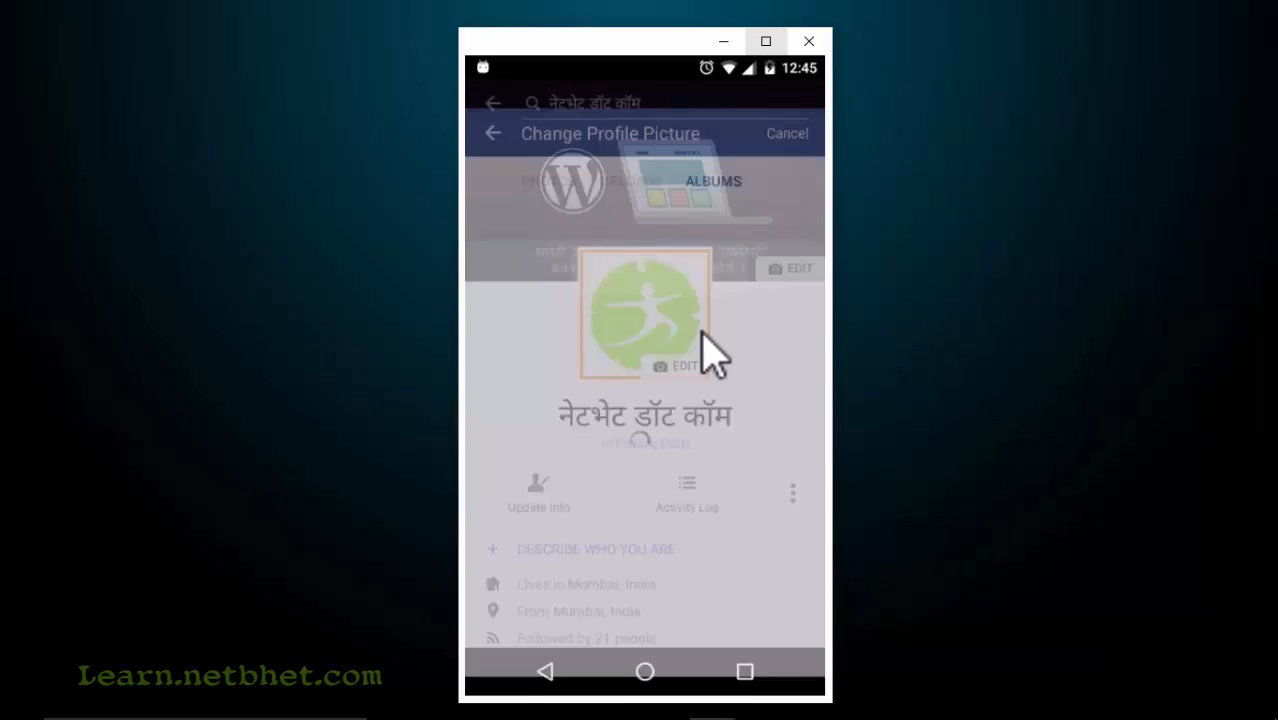 12:45
नेटभेट डॉट कॉम
Change Profile Picture
Cancel
ALBUMS
EDIT
EDIT
नेटभेट डॉट कॉम
Update Info
Activity Log
DESCRIBE WHO YOU ARE
Lives in Mumbai, India
From Mumbai, India
Followed by 21 people
Learn.netbhet.com